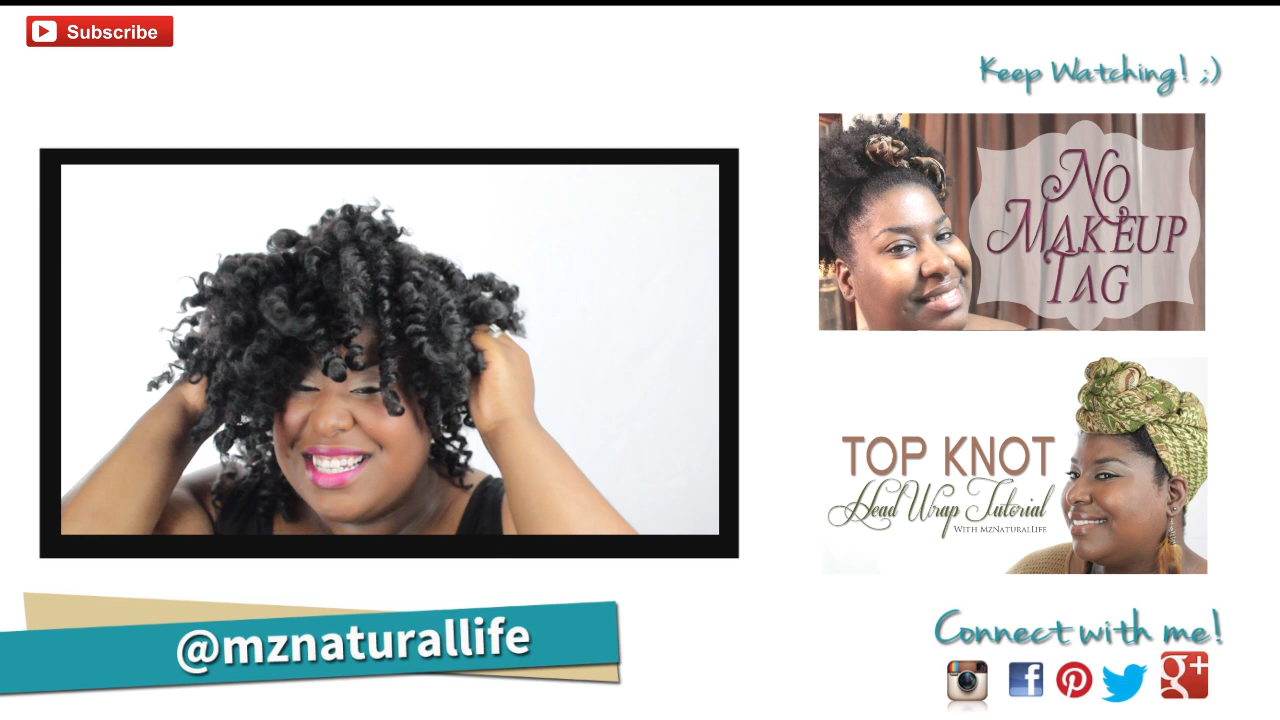 Subscribe
Keep Watching! ;)
No
Makeup
Tag
TOP KNOT
Head Wrap Tutorial
With MzNaturalLife
@mznaturallife
Connect with me!
f
g+